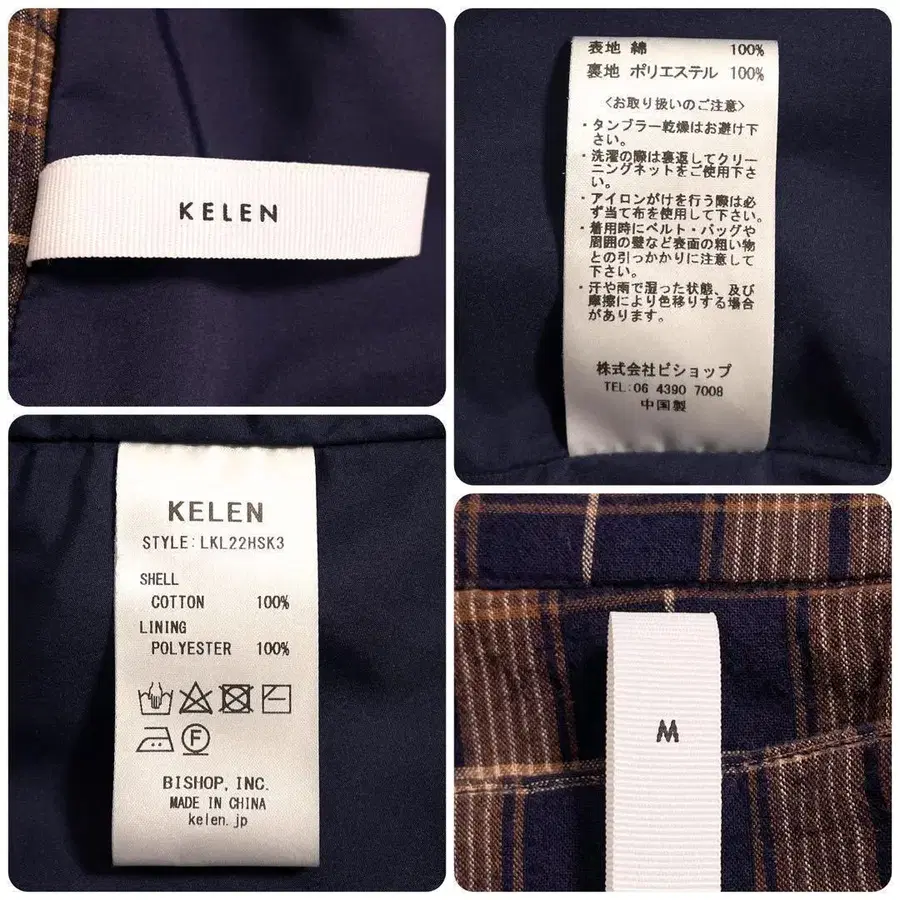 KELEN
表地 綿 100%
裏地 ポリエステル 100%
〈お取り扱いのご注意〉
・タンブラー乾燥はお避け下
さい。
・洗濯の際は裏返してクリー
ニングネットをご使用下さ
い。
・アイロンがけを行う際は必
ず当て布を使用して下さい。
・着用時にベルト・バッグや
周囲の壁など表面の粗い物
との引っかかりに注意して
下さい。
・汗や雨で湿った状態、及び
摩擦により色移りする場合
があります。
株式会社ビショップ
TEL:06 4390 7008
中国製
KELEN
STYLE:LKL22HSK3
SHELL
COTTON 100%
LINING
POLYESTER 100%
F
BISHOP, INC.
MADE IN CHINA
kelen.jp
M